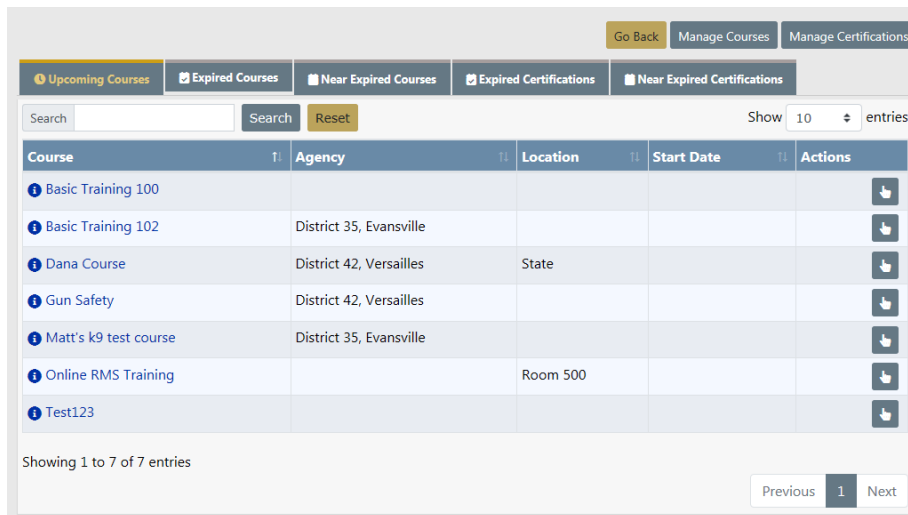 Go Back Manage Courses Manage Certifications
Upcoming Courses Expired Courses Near Expired Courses Expired Certifications Near Expired Certifications
Search Search Reset Show 10 entries
Course Agency Location Start Date Actions
Basic Training 100
Basic Training 102 District 35, Evansville
Dana Course District 42, Versailles State
Gun Safety District 42, Versailles
Matt's k9 test course District 35, Evansville
Online RMS Training Room 500
Test123
Showing 1 to 7 of 7 entries
Previous 1 Next